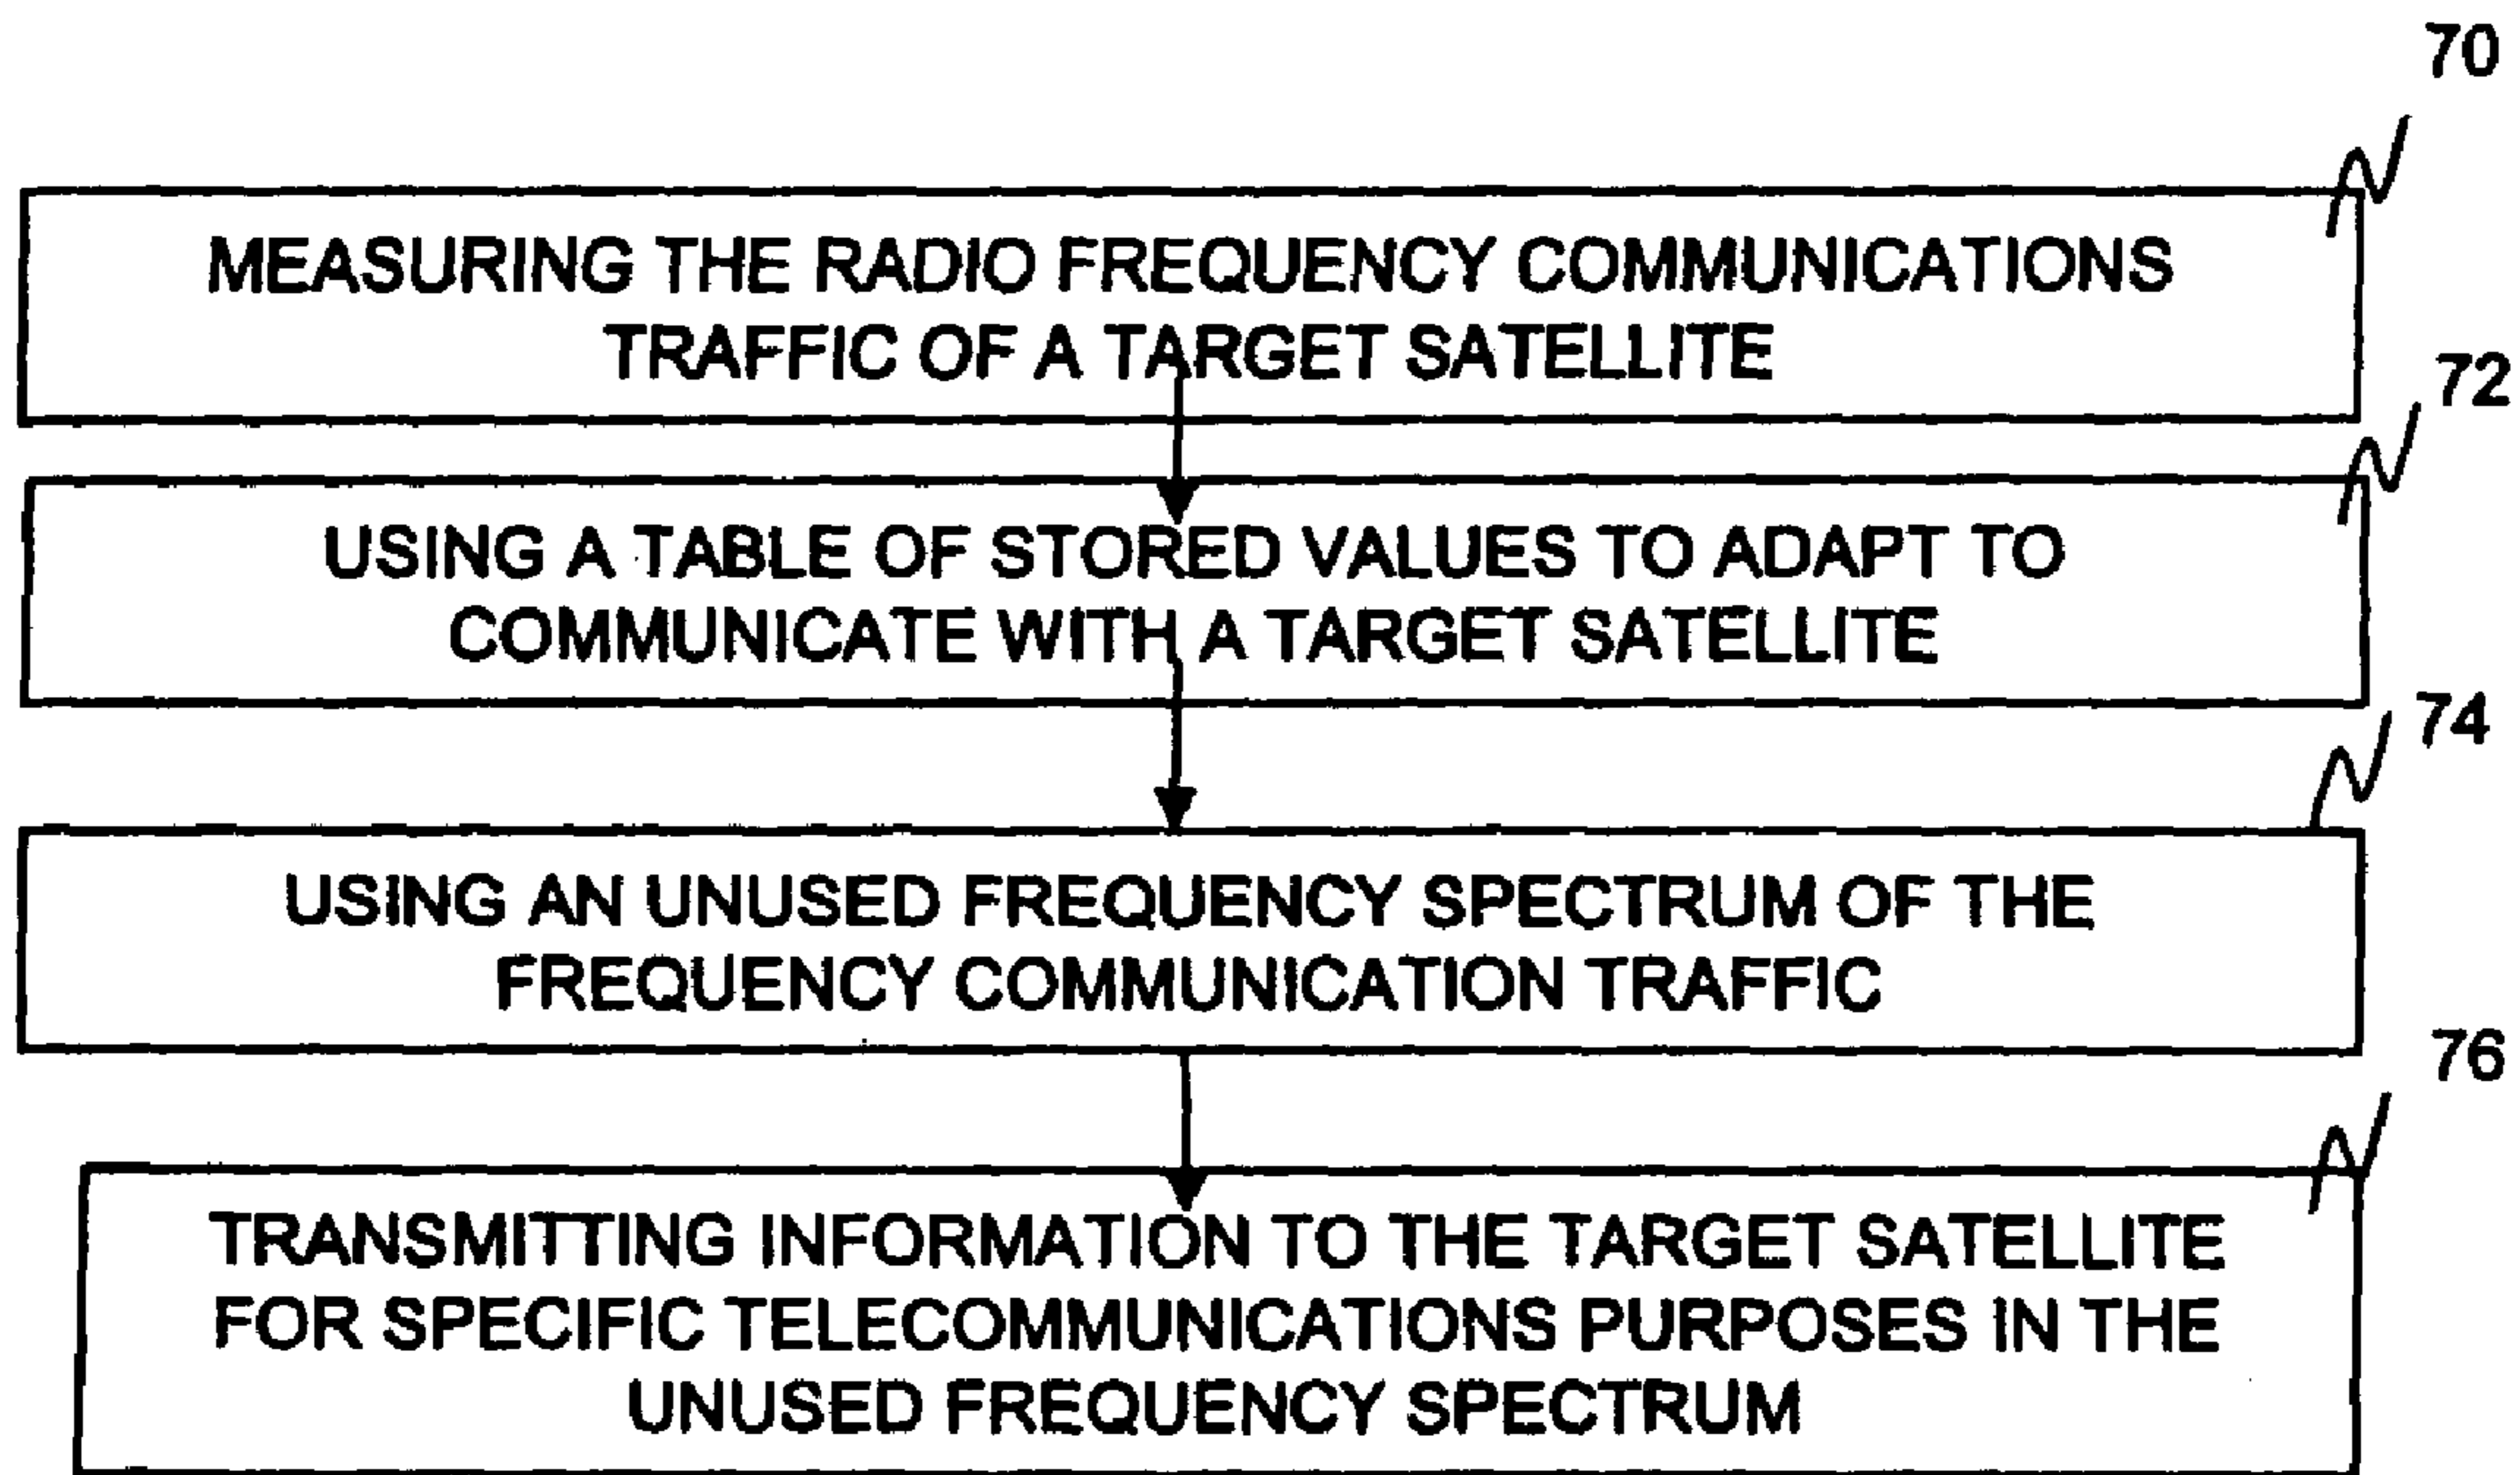 70
MEASURING THE RADIO FREQUENCY COMMUNICATIONS
TRAFFIC OF A TARGET SATELLITE
72
USING A TABLE OF STORED VALUES TO ADAPT TO
COMMUNICATE WITH A TARGET SATELLITE
74
USING AN UNUSED FREQUENCY SPECTRUM OF THE
FREQUENCY COMMUNICATION TRAFFIC
76
TRANSMITTING INFORMATION TO THE TARGET SATELLITE
FOR SPECIFIC TELECOMMUNICATIONS PURPOSES IN THE
UNUSED FREQUENCY SPECTRUM